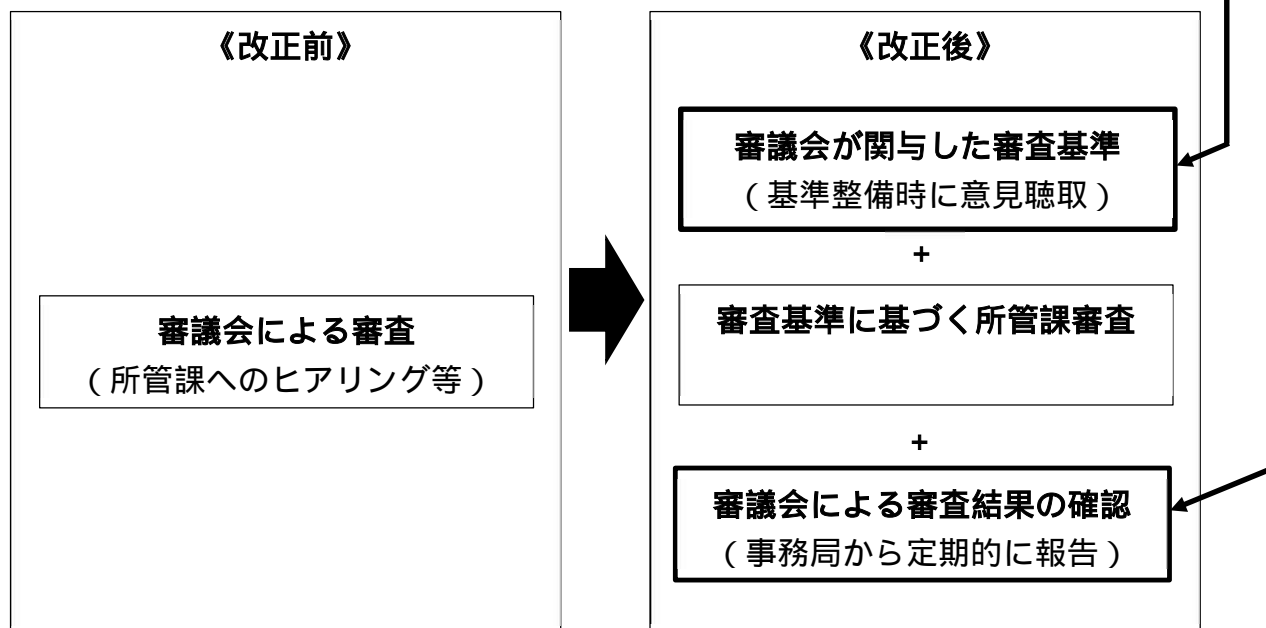 《改正前》
審議会による審査
（所管課へのヒアリング等）
《改正後》
審議会が関与した審査基準
（基準整備時に意見聴取）
+
審査基準に基づく所管課審査
+
審議会による審査結果の確認
（事務局から定期的に報告）